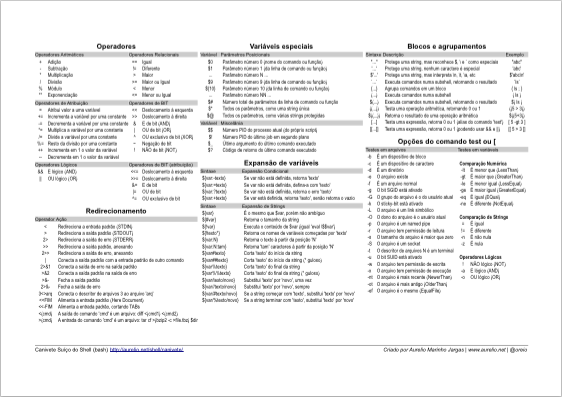 Operadores
Operadores Aritméticos Operadores Relacionais
+ Adição == Igual
- Subtração != Diferente
* Multiplicação > Maior
/ Divisão >= Maior ou Igual
% Módulo < Menor
** Exponenciação <= Menor ou Igual
Operadores de Atribuição Operadores de BIT
= Atribui valor a uma variável << Deslocamento à esquerda
+= Incrementa a variável por uma constante >> Deslocamento à direita
-= Decrementa a variável por uma constante & E de bit (AND)
*= Multiplica a variável por uma constante | OU de bit (OR)
/= Divide a variável por uma constante ^ OU exclusivo de bit (XOR)
%= Resto da divisão por uma constante ~ Negação de bit
++ Incrementa em 1 o valor da variável ! NÃO de bit (NOT)
-- Decrementa em 1 o valor da variável
Operadores Lógicos Operadores de BIT (atribuição)
&& E lógico (AND) <<= Deslocamento à esquerda
|| OU lógico (OR) >>= Deslocamento à direita
&= E de bit
|= OU de bit
^= OU exclusivo de bit
Redirecionamento
Operador Ação
< Redireciona a entrada padrão (STDIN)
> Redireciona a saída padrão (STDOUT)
2> Redireciona a saída de erro (STDERR)
>> Redireciona a saída padrão, anexando
2>> Redireciona a saída de erro, anexando
| Conecta a saída padrão com a entrada padrão de outro comando
2>&1 Conecta a saída de erro na saída padrão
>&2 Conecta a saída padrão na saída de erro
>&- Fecha a saída padrão
2>&- Fecha a saída de erro
3<>arq Conecta o descritor de arquivos 3 ao arquivo 'arq'
<<FIM Alimenta a entrada padrão (Here Document)
<<-FIM Alimenta a entrada padrão, cortando TABs
<(cmd) A saída do comando 'cmd' é um arquivo: diff <(cmd1) <(cmd2)
>(cmd) A entrada do comando 'cmd' é um arquivo: tar cf >(bzip2 -c >file.tbz) $dir
Variáveis especiais
Variável Parâmetros Posicionais
$0 Parâmetro número 0 (nome do comando ou função)
$1 Parâmetro número 1 (da linha de comando ou função)
... Parâmetro número N ...
$9 Parâmetro número 9 (da linha de comando ou função)
${10} Parâmetro número 10 (da linha de comando ou função)
... Parâmetro número NN ...
$# Número total de parâmetros da linha de comando ou função
$* Todos os parâmetros, como uma string única
$@ Todos os parâmetros, como várias strings protegidas
Variável Miscelânia
$$ Número PID do processo atual (do próprio script)
$! Número PID do último job em segundo plano
$_ Último argumento do último comando executado
$? Código de retorno do último comando executado
Expansão de variáveis
Sintaxe Expansão Condicional
${var:-texto} Se var não está definida, retorna 'texto'
${var:=texto} Se var não está definida, defina-a com 'texto'
${var:?texto} Se var não está definida, retorna o erro 'texto'
${var:+texto} Se var está definida, retorna 'texto', senão retorna o vazio
Sintaxe Expansão de Strings
${var} É o mesmo que $var, porém não ambíguo
${#var} Retorna o tamanho da string
${!var} Executa o conteúdo de $var (igual 'eval \$$var')
${!texto*} Retorna os nomes de variáveis começadas por 'texto'
${var:N} Retorna o texto à partir da posição 'N'
${var:N:tam} Retorna 'tam' caracteres à partir da posição 'N'
${var#texto} Corta 'texto' do início da string
${var##texto} Corta 'texto' do início da string (* guloso)
${var%texto} Corta 'texto' do final da string
${var%%texto} Corta 'texto' do final da string (* guloso)
${var/texto/novo} Substitui 'texto' por 'novo', uma vez
${var//texto/novo} Substitui 'texto' por 'novo', sempre
${var/#texto/novo} Se a string começar com 'texto', substitui 'texto' por 'novo'
${var/%texto/novo} Se a string terminar com 'texto', substitui 'texto' por 'novo'
Blocos e agrupamentos
Sintaxe Descrição Exemplo
"..." Protege uma string, mas reconhece $, \ e ` como especiais "abc"
'...' Protege uma string, nenhum caractere é especial 'abc'
$'...' Protege uma string, mas interpreta \n, \t, \a, etc $'abc\n'
`...` Executa comandos numa subshell, retornando o resultado `ls`
{...} Agrupa comandos em um bloco { ls ; }
(...) Executa comandos numa subshell ( ls )
$(...) Executa comandos numa subshell, retornando o resultado $( ls )
((...)) Testa uma operação aritmética, retorna 0 ou 1 ((5 > 3))
$((...)) Retorna o resultado de uma operação aritmética $((5+3))
[...] Testa uma expressão, retorna 0 ou 1 (alias do comando 'test') [ 5 -gt 3 ]
[[...]] Testa uma expressão, retorna 0 ou 1 (podendo usar && e ||) [[ 5 > 3 ]]
Opções do comando test ou [
Testes em arquivos Testes em variáveis
-b É um dispositivo de bloco
-c É um dispositivo de caractere Comparação Numérica
-d É um diretório -lt É menor que (LessThan)
-e O arquivo existe -gt É maior que (GreaterThan)
-f É um arquivo normal -le É menor igual (LessEqual)
-g O bit SGID está ativado -ge É maior igual (GreaterEqual)
-G O grupo do arquivo é o do usuário atual -eq É igual (EQual)
-k O sticky-bit está ativado -ne É diferente (NotEqual)
-L O arquivo é um link simbólico
-O O dono do arquivo é o usuário atual Comparação de Strings
-p O arquivo é um named pipe = É igual
-r O arquivo tem permissão de leitura != É diferente
-s O tamanho do arquivo é maior que zero -n É não nula
-S O arquivo é um socket -z É nula
-t O descritor de arquivos N é um terminal
-u O bit SUID está ativado Operadores Lógicos
-w O arquivo tem permissão de escrita ! NÃO lógico (NOT)
-x O arquivo tem permissão de execução -a E lógico (AND)
-nt O arquivo é mais recente (NewerThan) -o OU lógico (OR)
-ot O arquivo é mais antigo (OlderThan)
-ef O arquivo é o mesmo (EqualFile)
Canivete Suíço do Shell (bash) http://aurelio.net/shell/canivete/ Criado por Aurelio Marinho Jargas | www.aurelio.net | @oreio